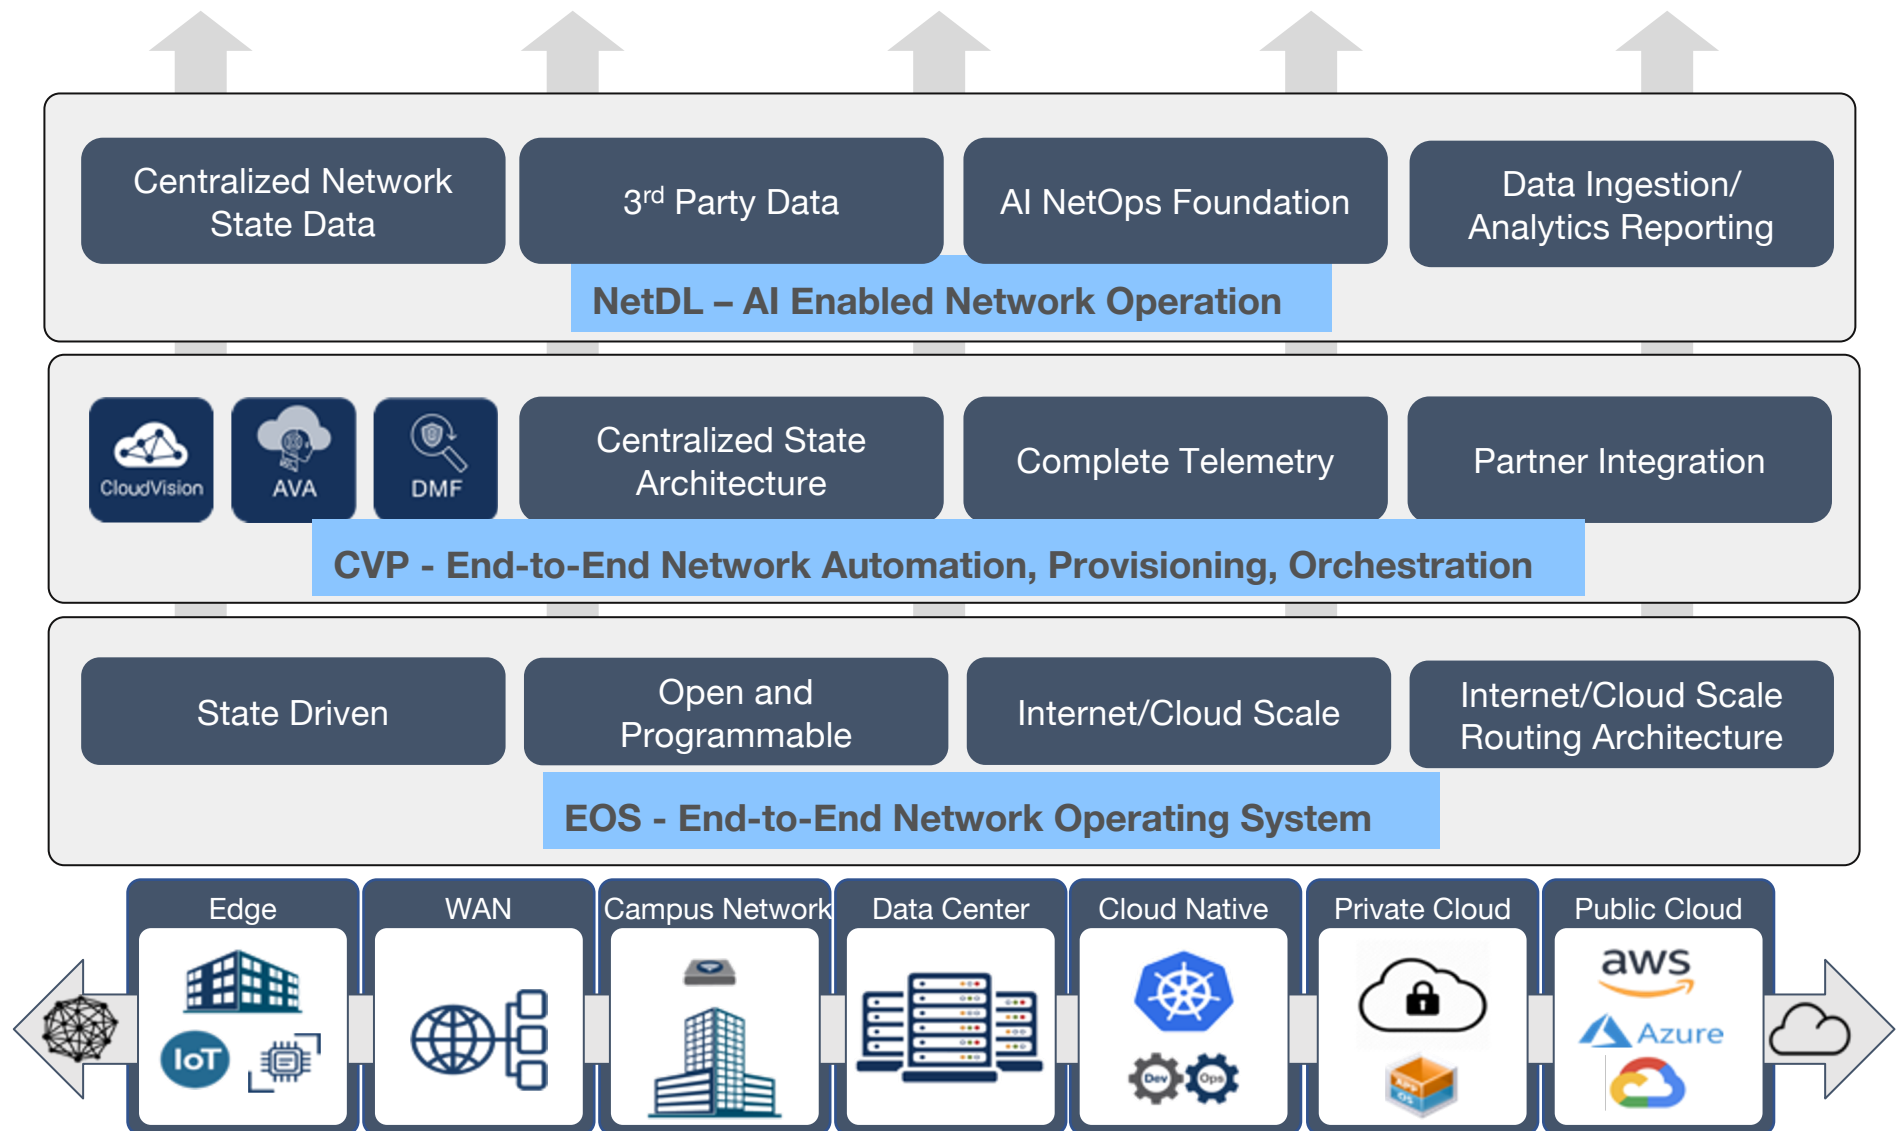 Centralized Network
State Data
3rd Party Data
AI NetOps Foundation
Data Ingestion/
Analytics Reporting
NetDL – AI Enabled Network Operation
CloudVision
AVA
DMF
Centralized State
Architecture
Complete Telemetry
Partner Integration
CVP - End-to-End Network Automation, Provisioning, Orchestration
State Driven
Open and
Programmable
Internet/Cloud Scale
Internet/Cloud Scale
Routing Architecture
EOS - End-to-End Network Operating System
Edge
WAN
Campus Network
Data Center
Cloud Native
Private Cloud
Public Cloud
IoT
Dev
Ops
APP
OS
aws
Azure